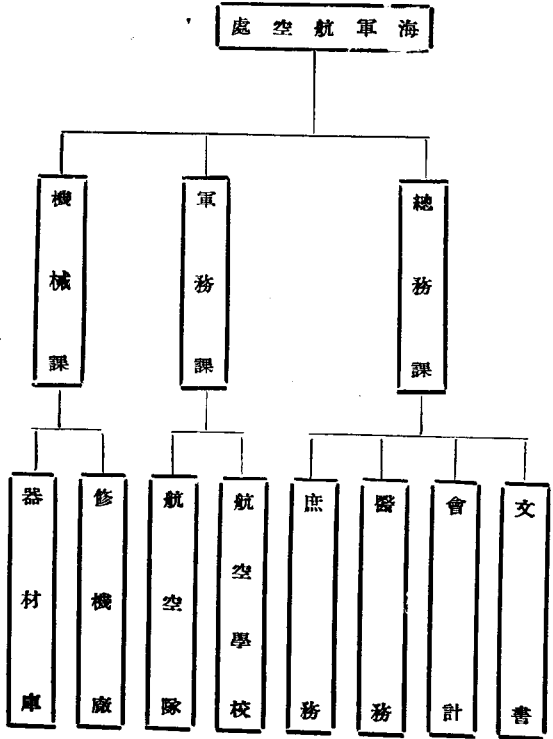 海軍航空處
總務課
軍務課
機械課
文書
會計
醫務
庶務
航空學校
航空隊
修機廠
器材庫